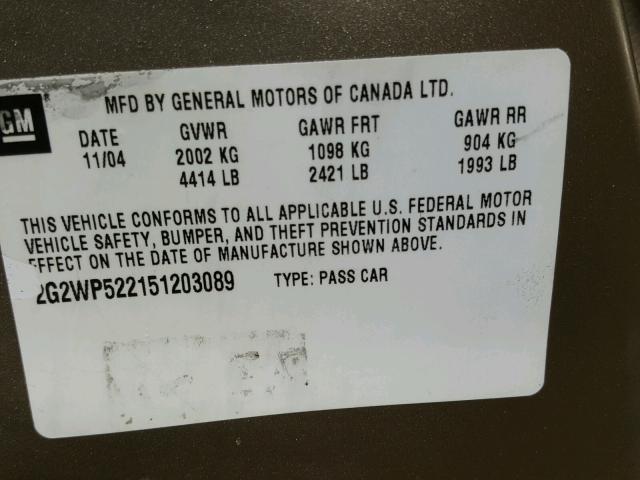 GM
MFD BY GENERAL MOTORS OF CANADA LTD.
DATE GVWR GAWR FRT GAWR RR
11/04 2002 KG 1098 KG 904 KG
4414 LB 2421 LB 1993 LB
THIS VEHICLE CONFORMS TO ALL APPLICABLE U.S. FEDERAL MOTOR
VEHICLE SAFETY, BUMPER, AND THEFT PREVENTION STANDARDS IN
EFFECT ON THE DATE OF MANUFACTURE SHOWN ABOVE.
2G2WP522151203089 TYPE: PASS CAR